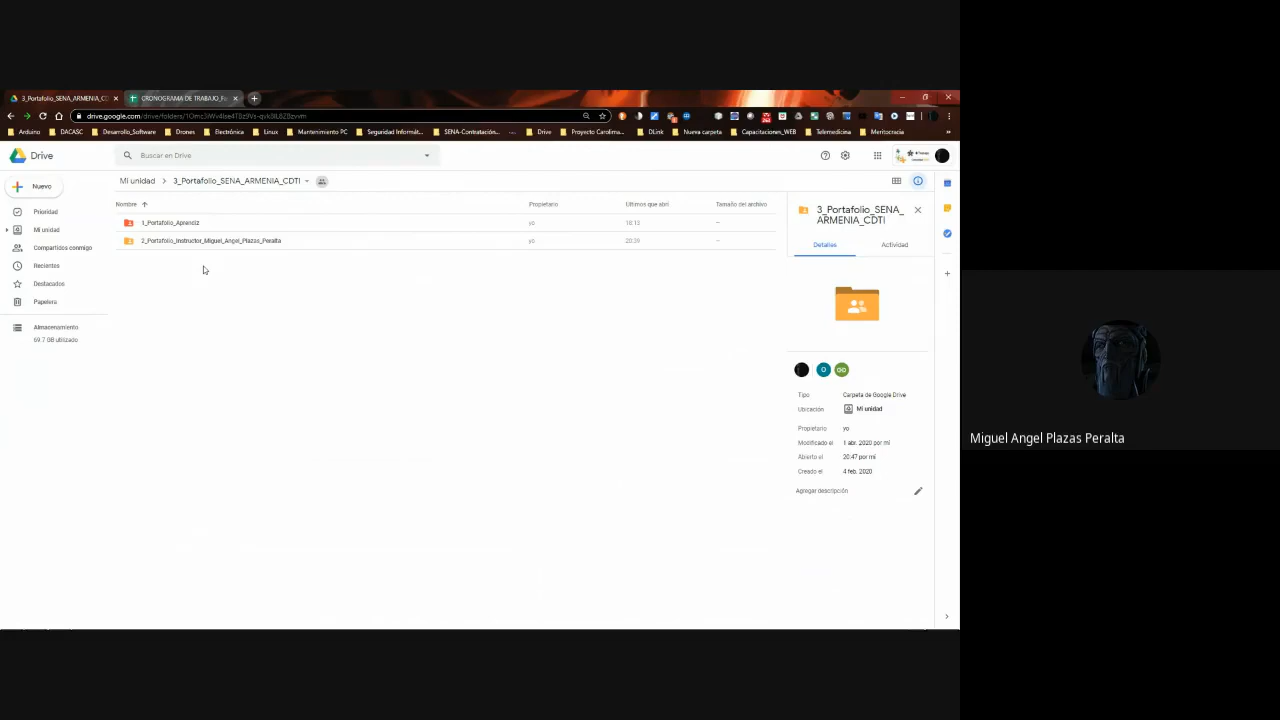 3_Portafolio_SENA_ARMENIA_CD
CRONOGRAMA DE TRABAJO_F
drive.google.com/drive/folders/
Arduino
DACASC
Desarrollo_Software
Drones
Electrónica
Linux
Mantenimiento PC
Seguridad Informát...
SENA-Contratación...
Drive
Proyecto Carolima...
DLink
Nueva carpeta
Capacitaciones_WEB
Telemedicina
Meritocracia
Drive
Buscar en Drive
Nuevo
Mi unidad
3_Portafolio_SENA_ARMENIA_CDTI
Nombre
Propietario
Tamaño del archivo
1_Portafolio_Aprendiz
yo
18:13
2_Portafolio_Instructor_Miguel_Angel_Plazas_Peralta
yo
20:39
Prioridad
Mi unidad
Compartidos conmigo
Recientes
Destacados
Papelera
Almacenamiento
69.7 GB utilizado
3_Portafolio_SENA_
ARMENIA_CDTI
Detalles
Actividad
Tipo
Carpeta de Google Drive
Ubicación
Mi unidad
Propietario
yo
Modificado el
1 abr. 2020 por mí
Abierto el
20:47 por mí
Creado el
4 feb. 2020
Agregar descripción
Miguel Angel Plazas Peralta